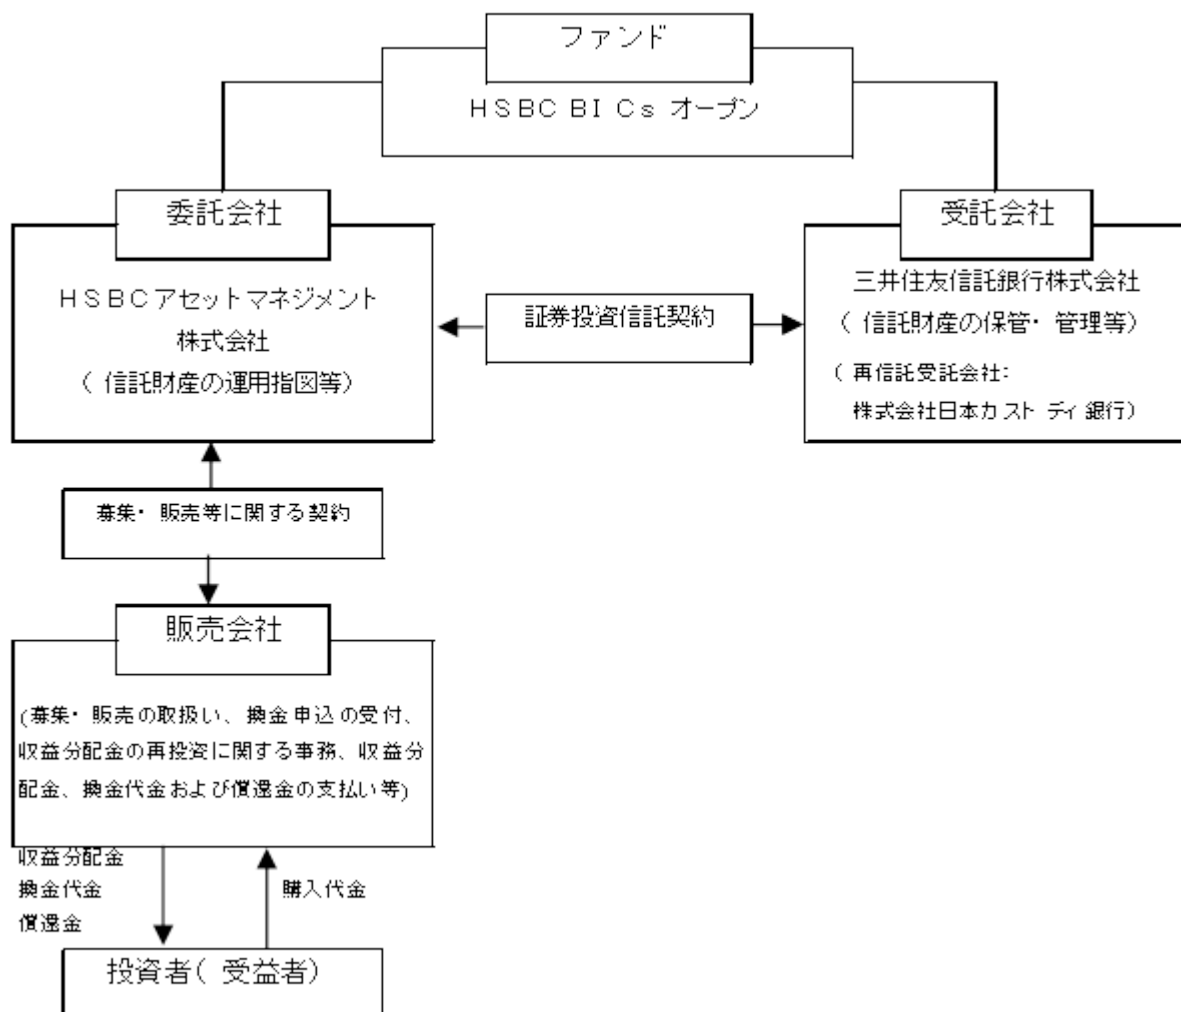 ファンド
HSBC BICs オープン
委託会社
HSBCアセットマネジメント
株式会社
(信託財産の運用指図等)
証券投資信託契約
受託会社
三井住友信託銀行株式会社
(信託財産の保管・管理等)
(再信託受託会社:
株式会社日本カストディ銀行)
募集・販売等に関する契約
販売会社
(募集・販売の取扱い、換金申込の受付、
収益分配金の再投資に関する事務、収益分
配金、換金代金および償還金の支払い等)
収益分配金
換金代金
償還金
購入代金
投資者(受益者)